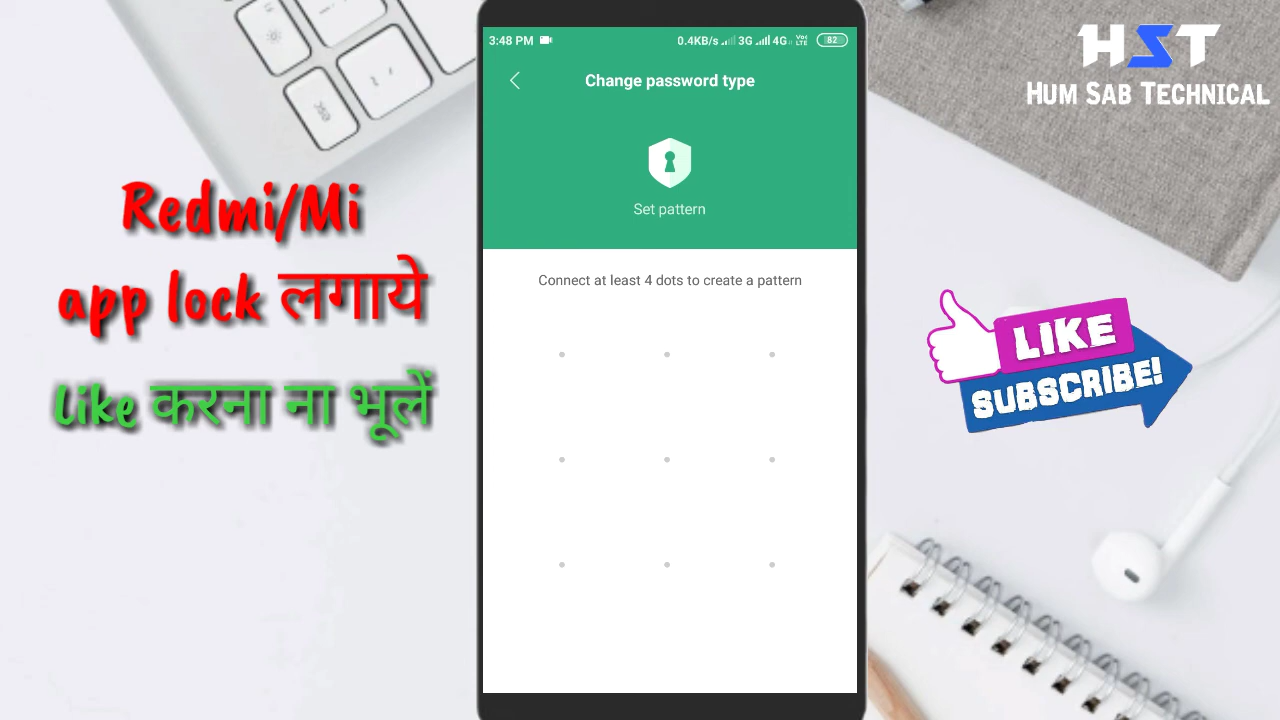 3:48 PM
0.4KB/s 3G 4G VoLTE 82
Change password type
Set pattern
Connect at least 4 dots to create a pattern
Redmi/Mi
app lock लगाये
Like करना ना भूलें
HST
HUM SAB TECHNICAL
LIKE
SUBSCRIBE!